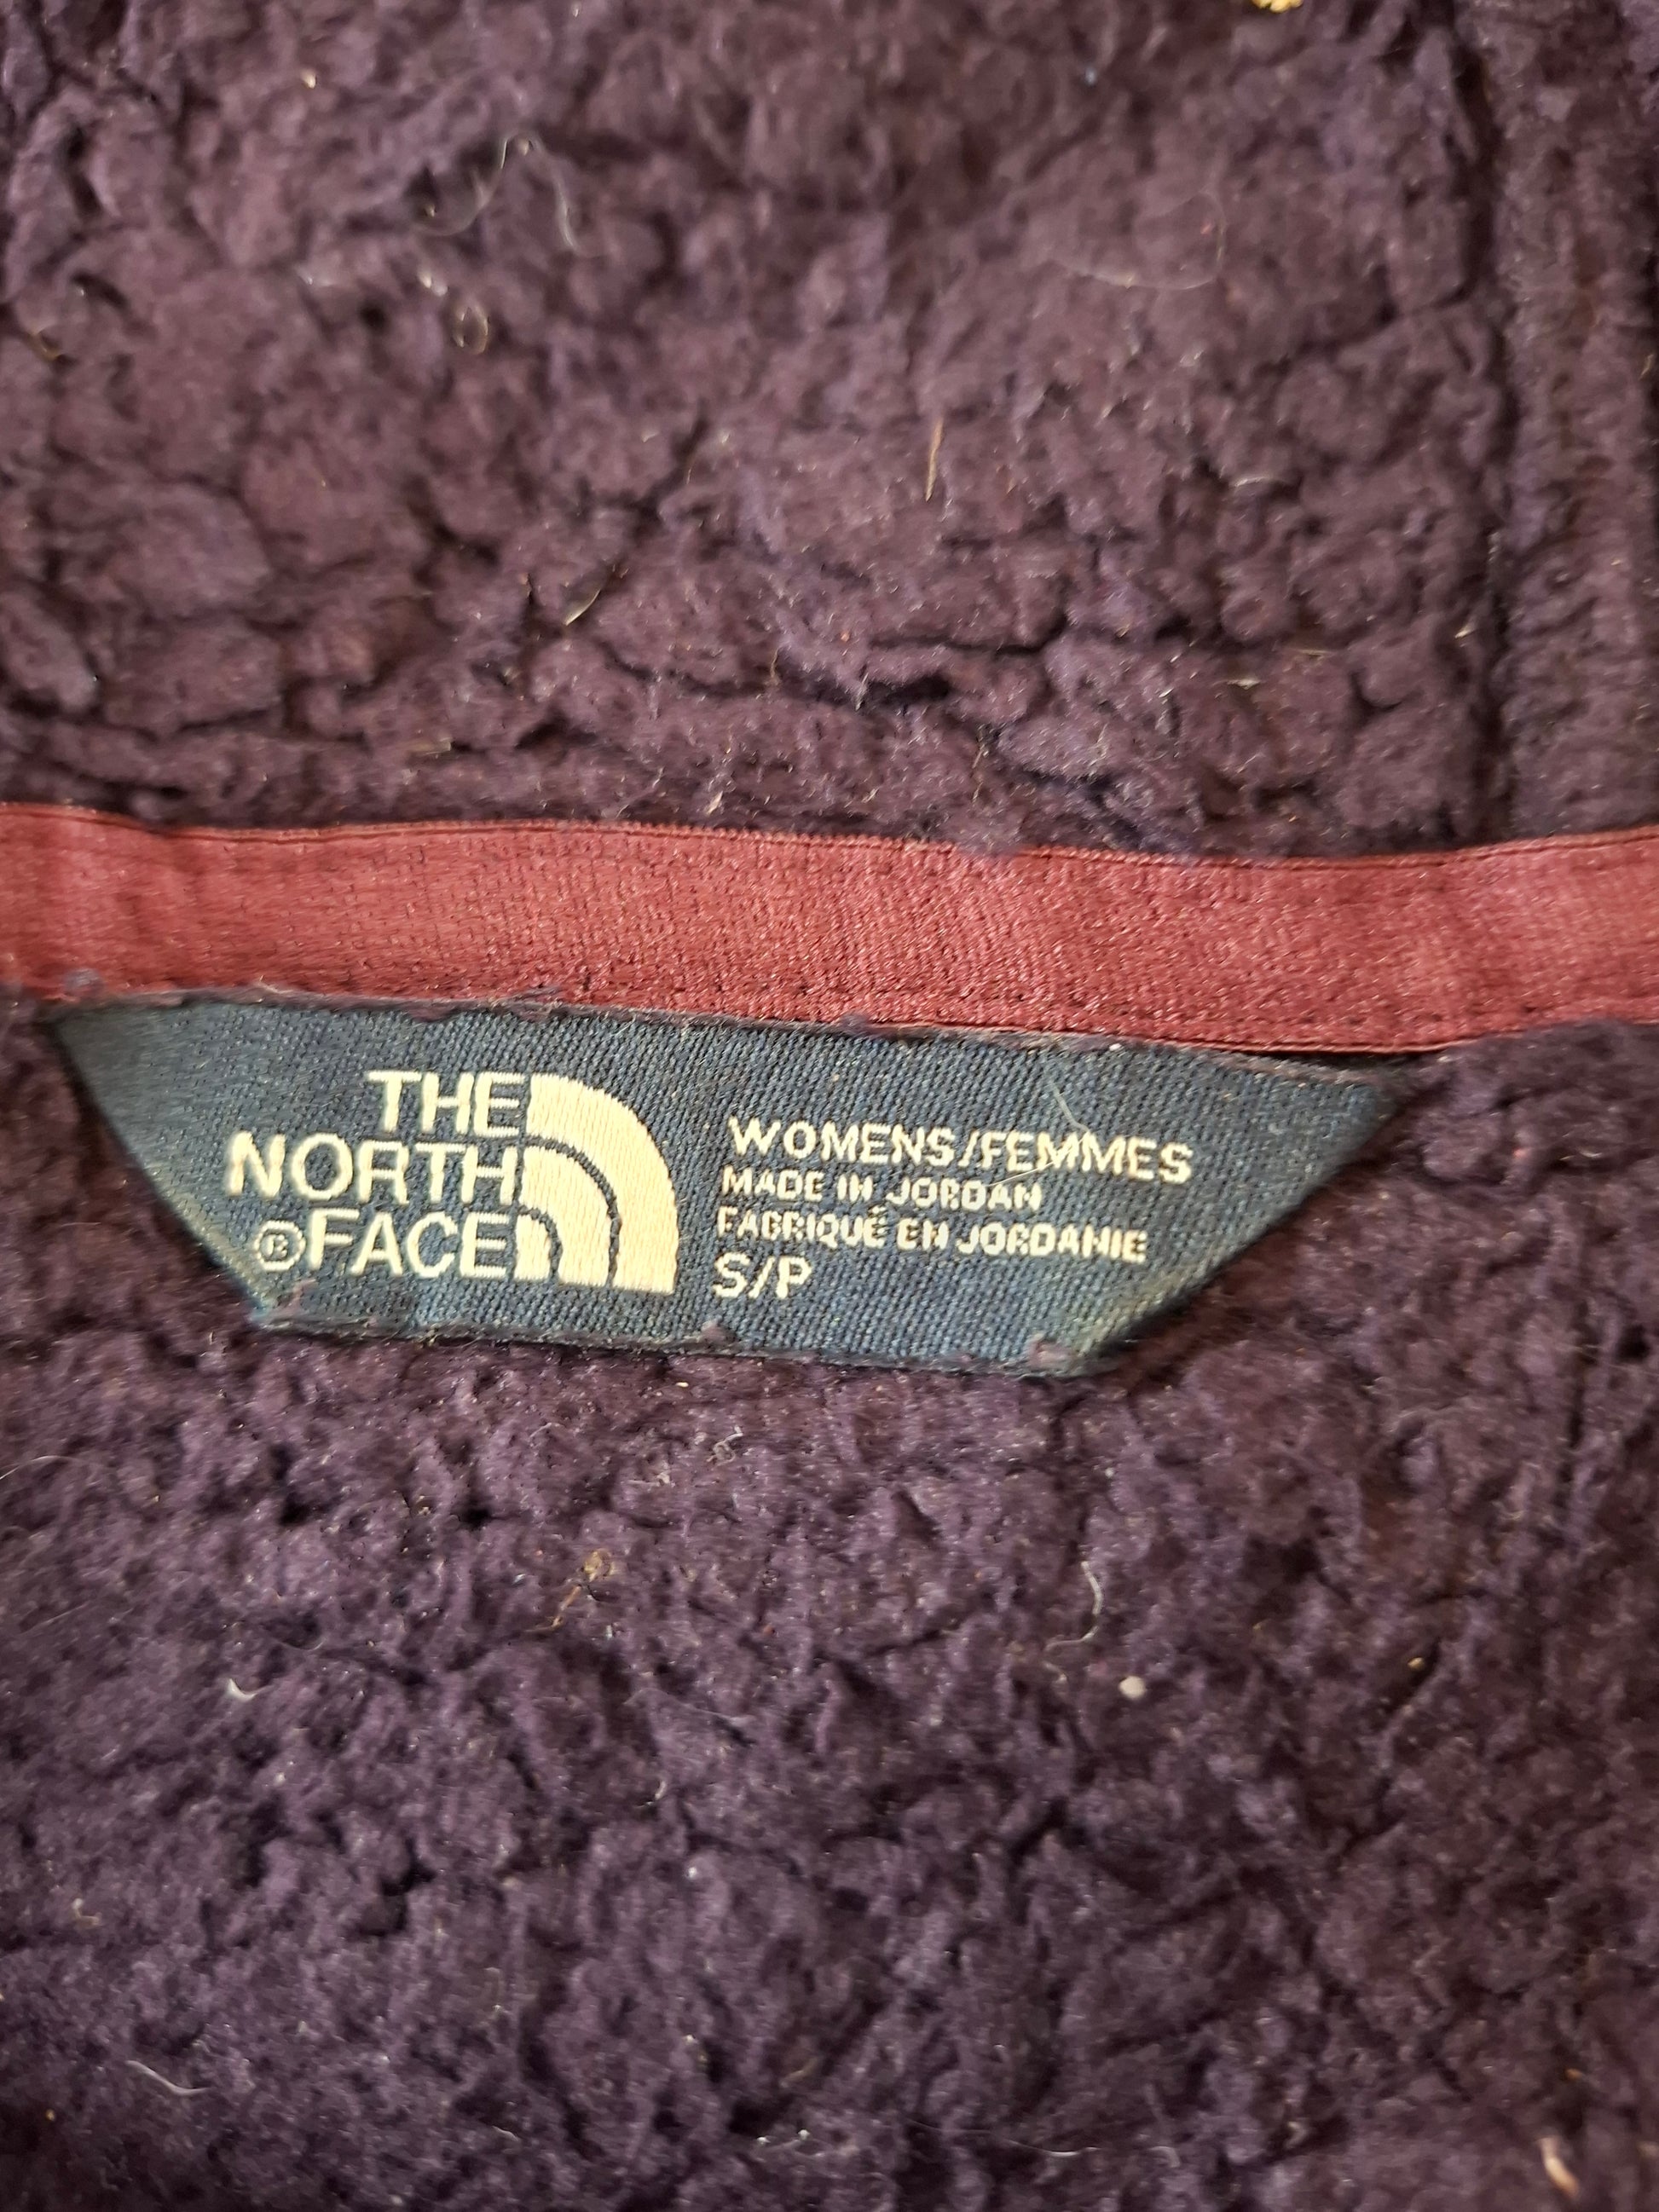 THE
NORTH
®FACE
WOMENS/FEMMES
MADE IN JORDAN
FABRIQUÉ EN JORDANIE
S/P